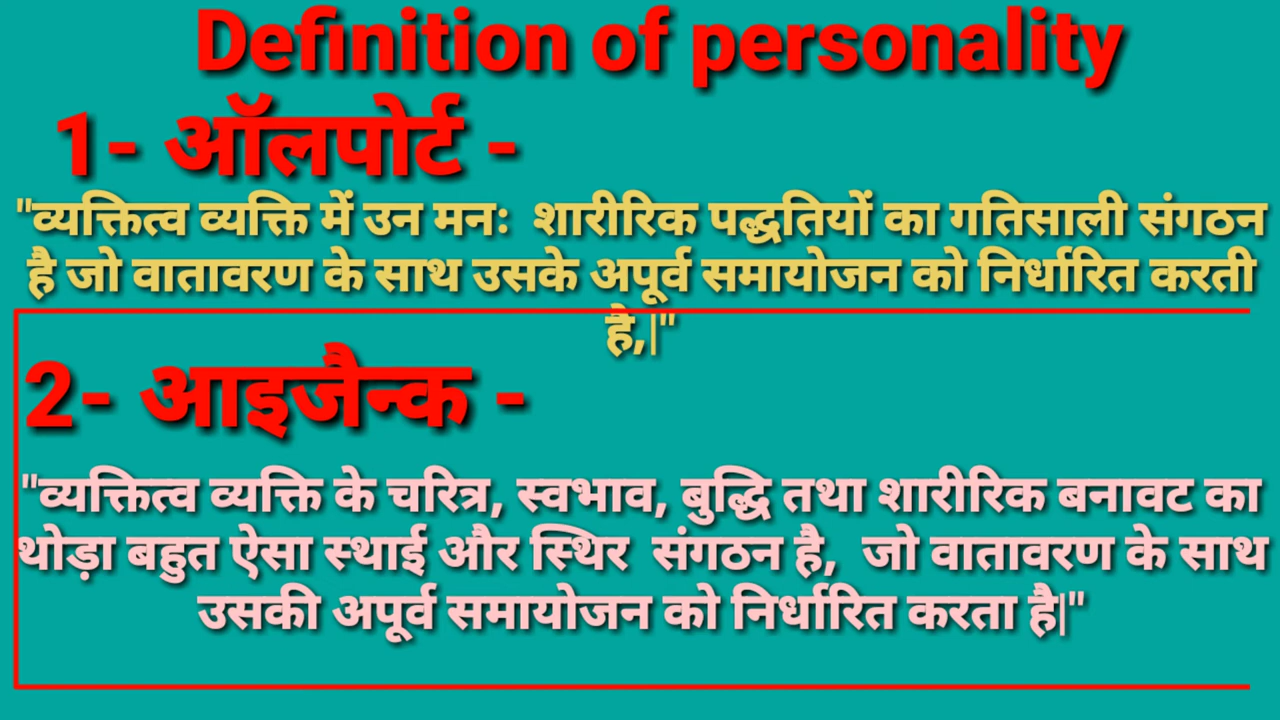 Definition of personality
1- ऑलपोर्ट -
"व्यक्तित्व व्यक्ति में उन मनः शारीरिक पद्धतियों का गतिसाली संगठन
है जो वातावरण के साथ उसके अपूर्व समायोजन को निर्धारित करती
है,|"
2- आइजैन्क -
"व्यक्तित्व व्यक्ति के चरित्र, स्वभाव, बुद्धि तथा शारीरिक बनावट का
थोड़ा बहुत ऐसा स्थाई और स्थिर संगठन है, जो वातावरण के साथ
उसकी अपूर्व समायोजन को निर्धारित करता है|"